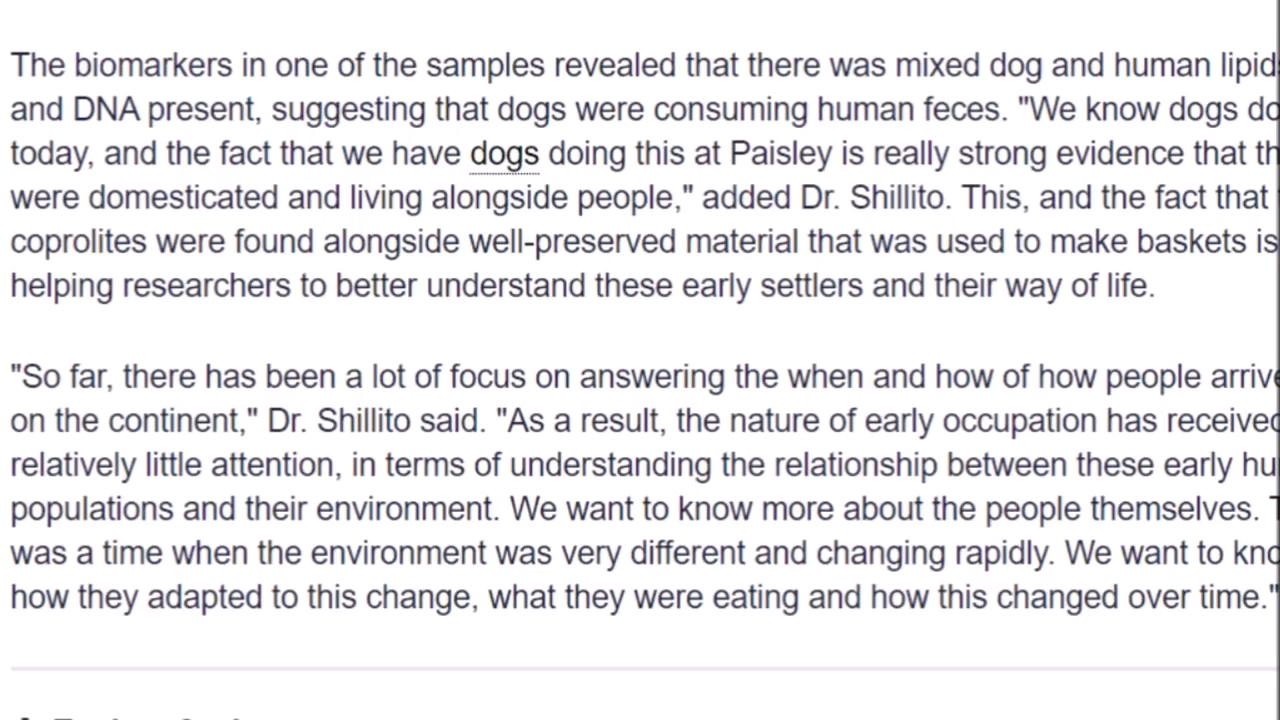 The biomarkers in one of the samples revealed that there was mixed dog and human lipid
and DNA present, suggesting that dogs were consuming human feces. "We know dogs do
today, and the fact that we have dogs doing this at Paisley is really strong evidence that
were domesticated and living alongside people," added Dr. Shillito. This, and the fact that
coprolites were found alongside well-preserved material that was used to make baskets is
helping researchers to better understand these early settlers and their way of life.
"So far, there has been a lot of focus on answering the when and how of how people
on the continent," Dr. Shillito said. "As a result, the nature of early occupation has received
relatively little attention, in terms of understanding the relationship between these early
populations and their environment. We want to know more about the people themselves.
was a time when the environment was very different and changing rapidly. We want to
how they adapted to this change, what they were eating and how this changed over time."